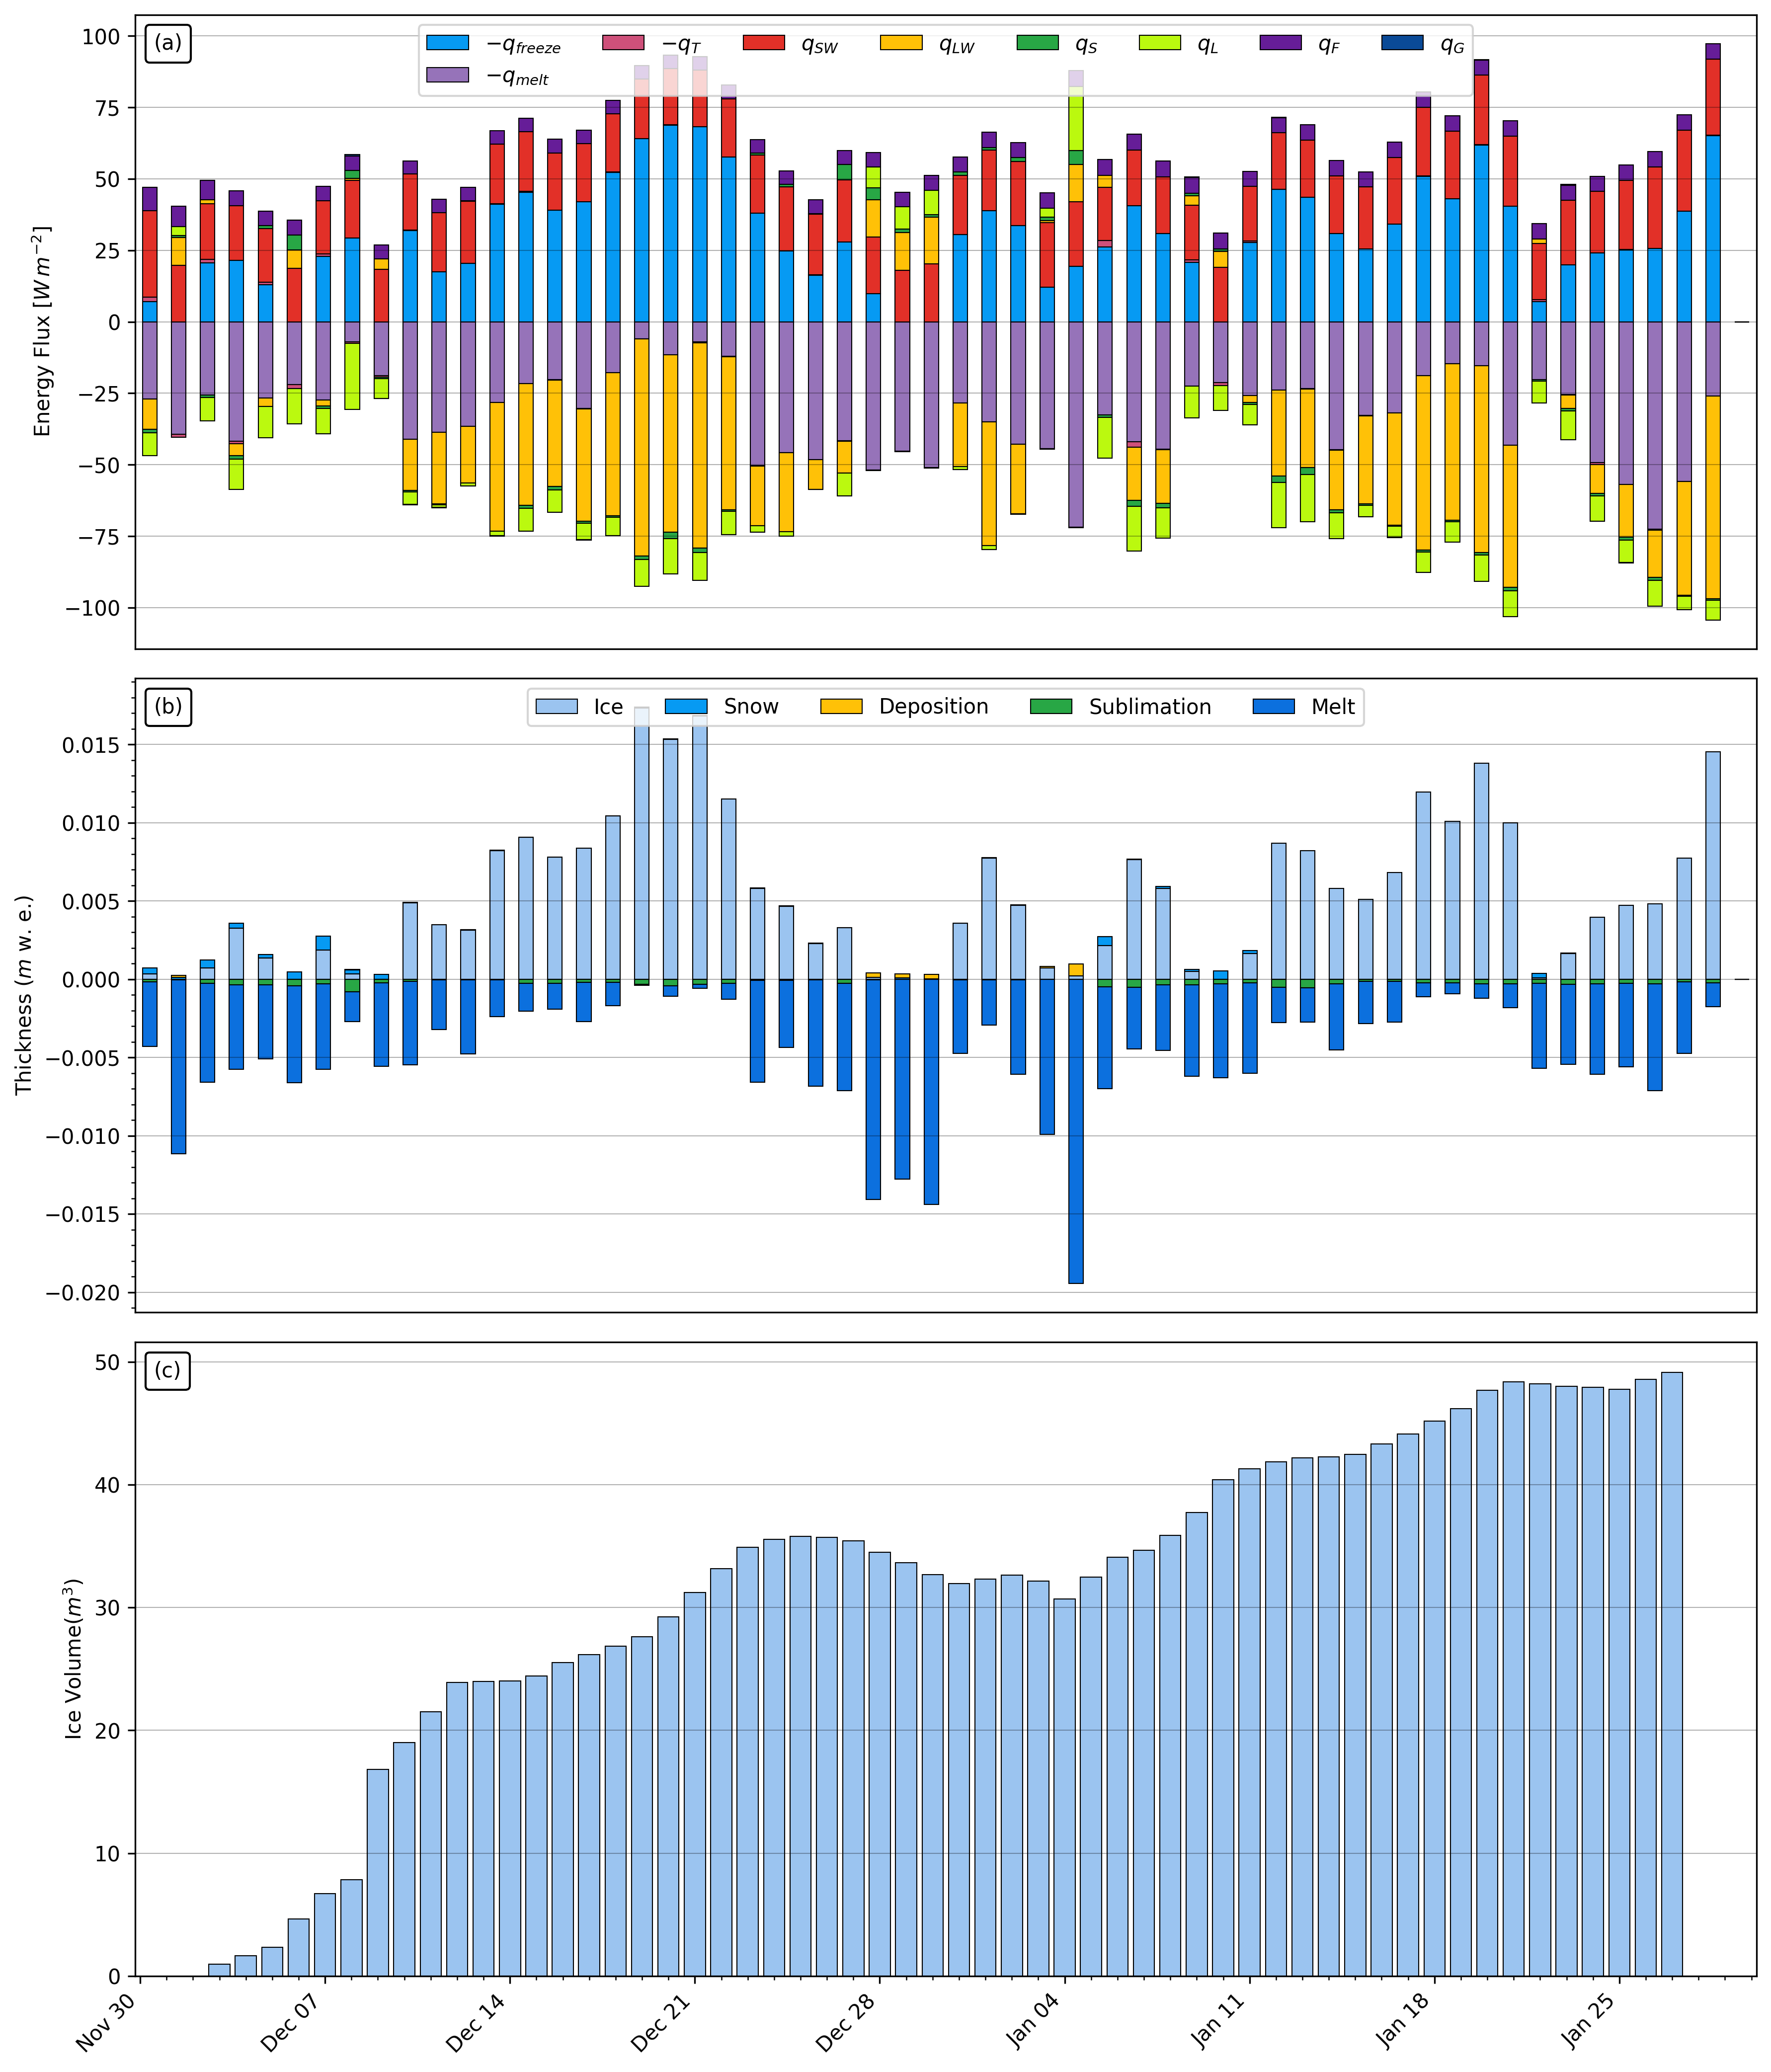 (a)
−q_freeze −q_T q_SW q_LW q_S q_L q_F q_G
−q_melt
100
75
50
25
0
−25
−50
−75
−100
Energy Flux [W m⁻²]
(b)
Ice Snow Deposition Sublimation Melt
0.015
0.010
0.005
0.000
−0.005
−0.010
−0.015
−0.020
Thickness (m w. e.)
(c)
50
40
30
20
10
0
Ice Volume(m³)
Nov 30 Dec 07 Dec 14 Dec 21 Dec 28 Jan 04 Jan 11 Jan 18 Jan 25